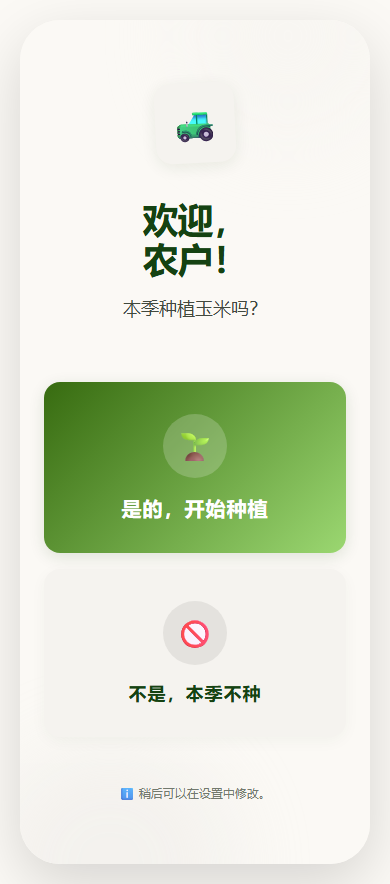 欢迎，
农户！
本季种植玉米吗？
是的，开始种植
不是，本季不种
稍后可以在设置中修改。